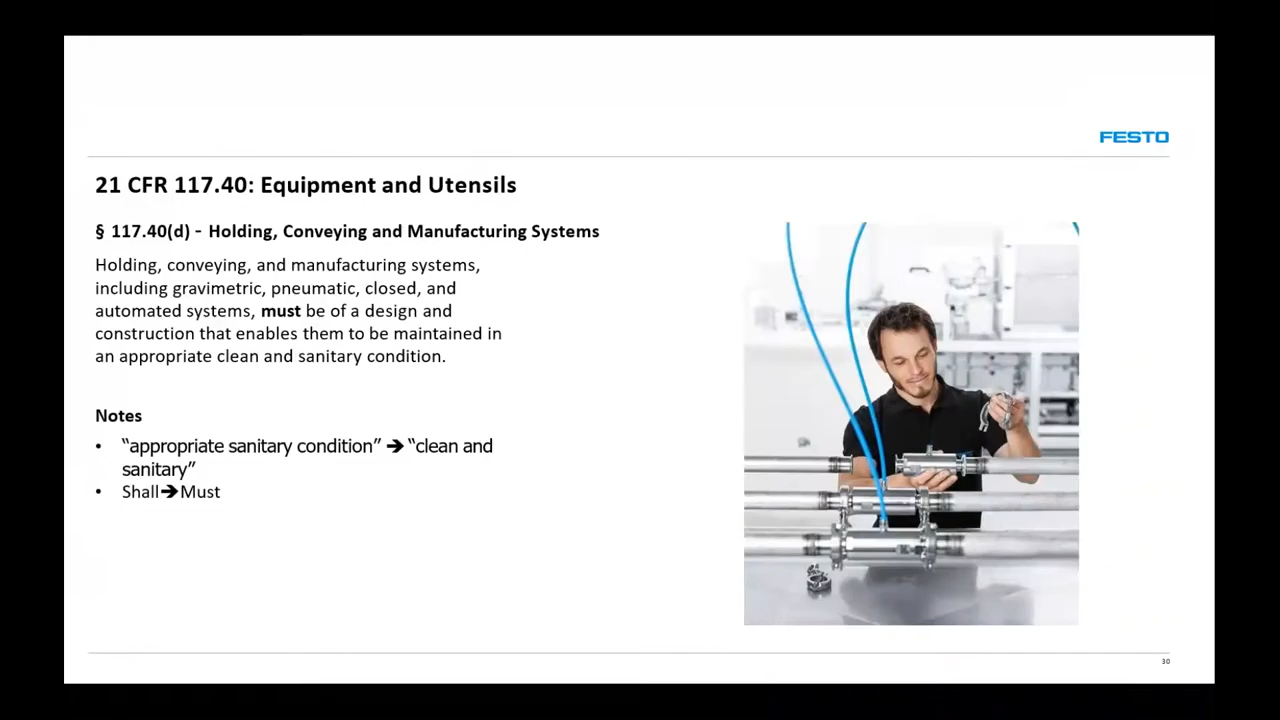 FESTO
21 CFR 117.40: Equipment and Utensils
§ 117.40(d) - Holding, Conveying and Manufacturing Systems
Holding, conveying, and manufacturing systems,
including gravimetric, pneumatic, closed, and
automated systems, must be of a design and
construction that enables them to be maintained in
an appropriate clean and sanitary condition.
Notes
• “appropriate sanitary condition” ➔ “clean and
sanitary”
• Shall➔Must
30